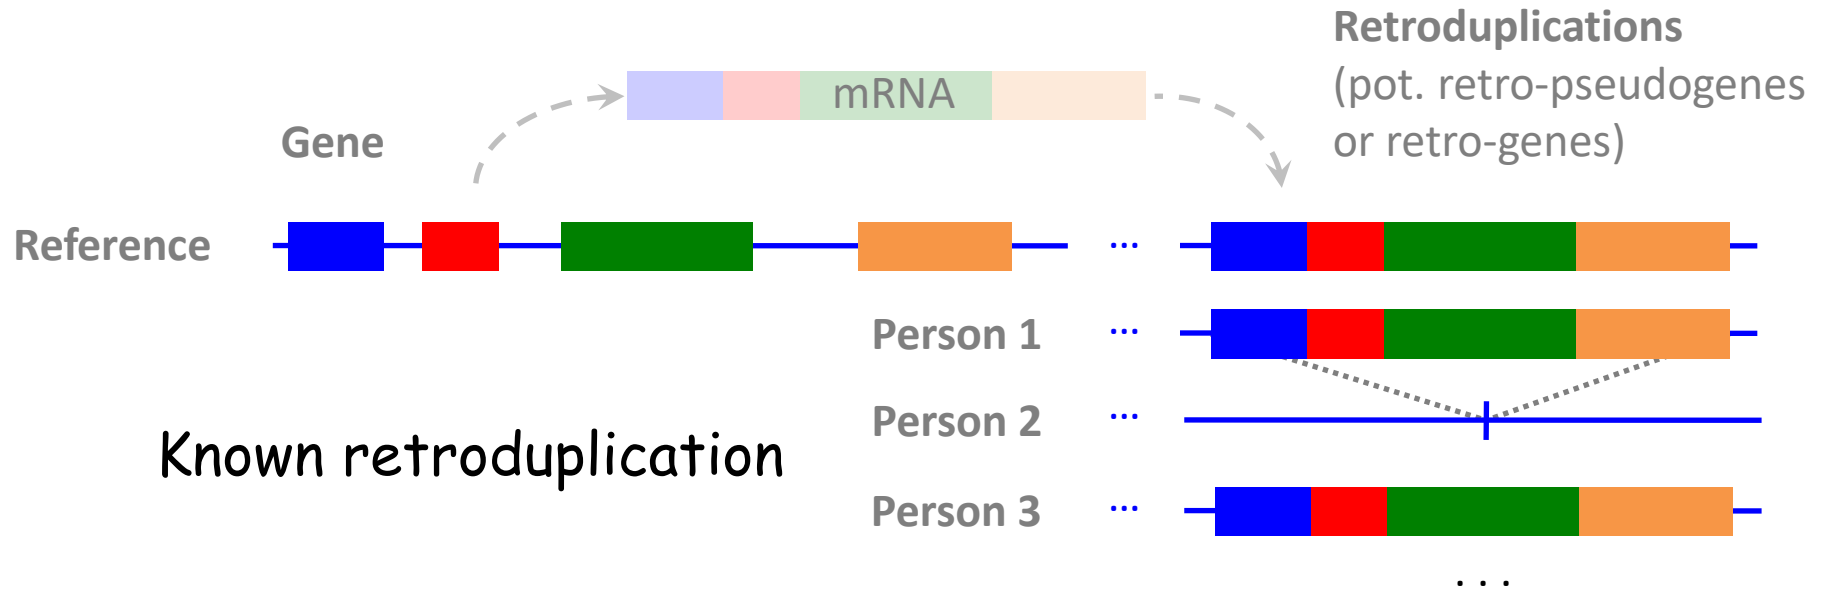 Retroduplications
(pot. retro-pseudogenes
or retro-genes)
mRNA
Gene
Reference
...
Person 1
...
Person 2
...
Known retroduplication
Person 3
...
. . .